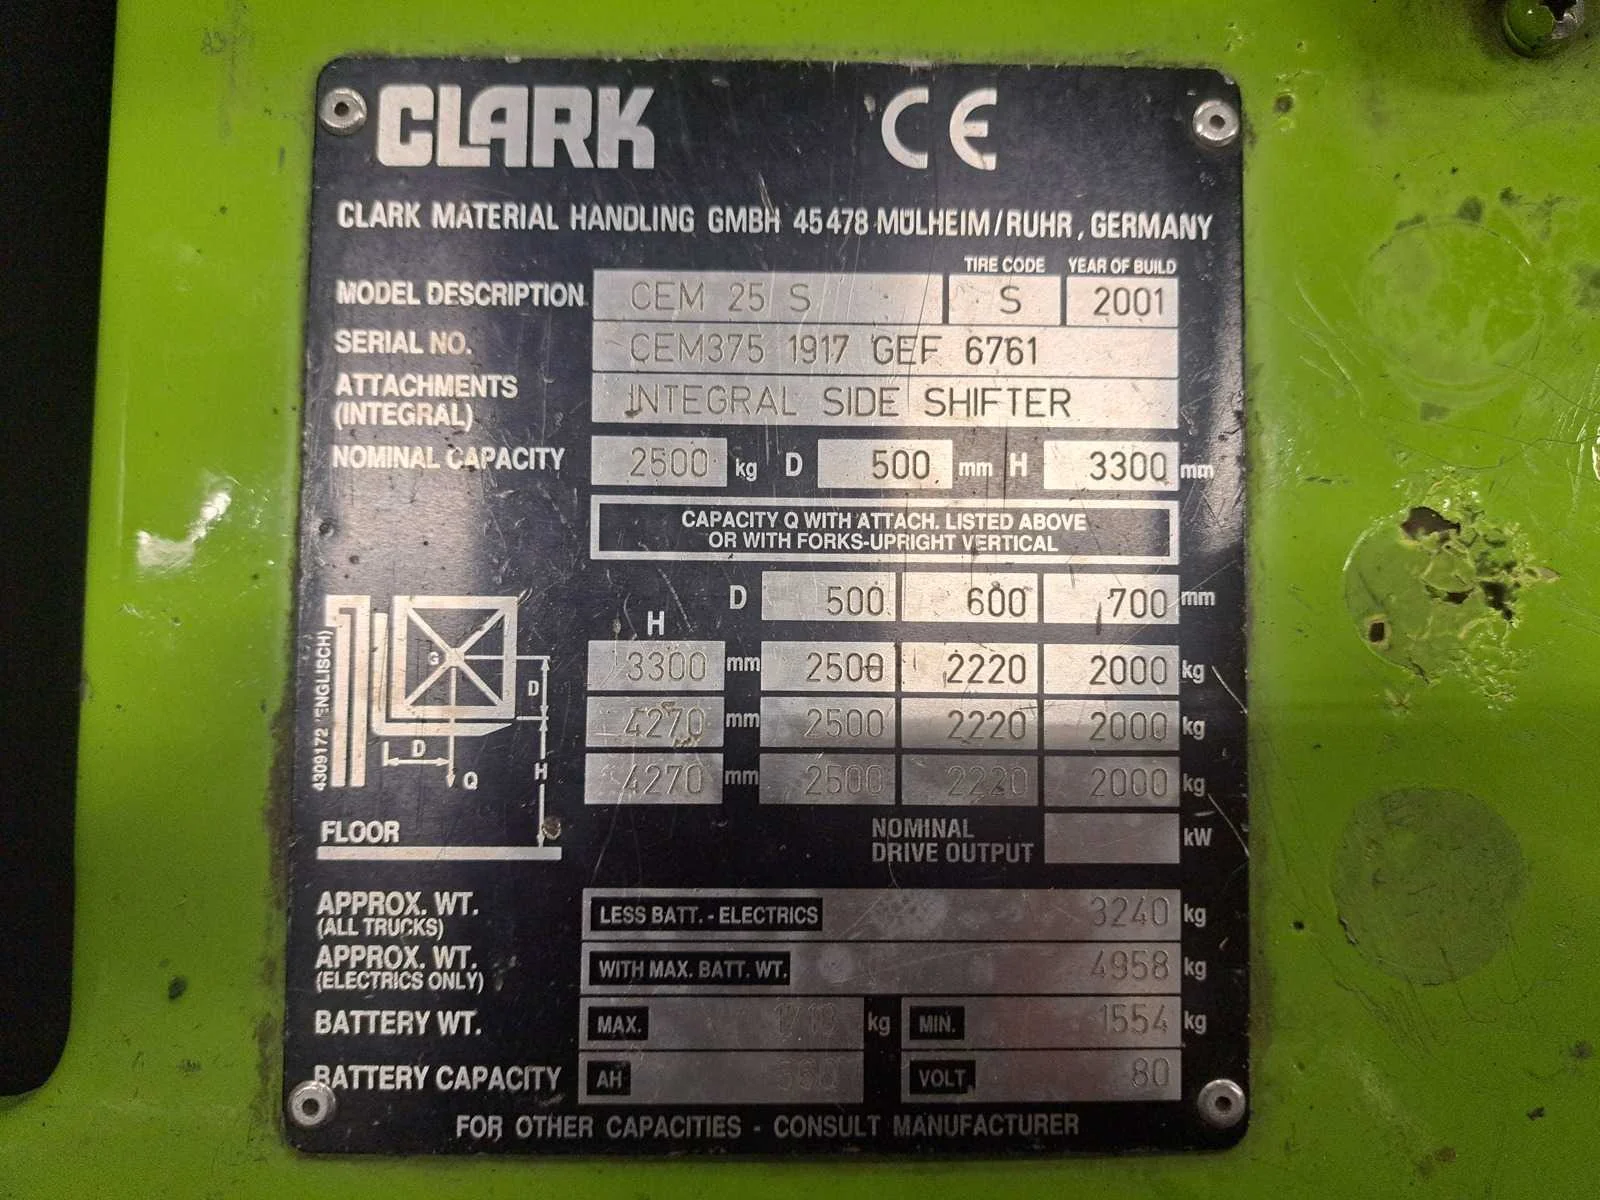 CLARK CE
CLARK MATERIAL HANDLING GMBH 45478 MÜLHEIM/RUHR, GERMANY
TIRE CODE YEAR OF BUILD
MODEL DESCRIPTION CEM 25 S S 2001
SERIAL NO. CEM375 1917 GEF 6761
ATTACHMENTS INTEGRAL SIDE SHIFTER
(INTEGRAL)
NOMINAL CAPACITY 2500 kg D 500 mm H 3300 mm
CAPACITY Q WITH ATTACH. LISTED ABOVE
OR WITH FORKS-UPRIGHT VERTICAL
D 500 600 700 mm
H
3300 mm 2500 2220 2000 kg
4270 mm 2500 2220 2000 kg
4270 mm 2500 2220 2000 kg
G
D
D
H
Q
4309172 (ENGLISCH)
FLOOR
NOMINAL
DRIVE OUTPUT kW
APPROX. WT. LESS BATT. - ELECTRICS 3240 kg
(ALL TRUCKS)
APPROX. WT. WITH MAX. BATT. WT. 4958 kg
(ELECTRICS ONLY)
BATTERY WT. MAX. kg MIN. 1554 kg
BATTERY CAPACITY AH VOLT 80
FOR OTHER CAPACITIES - CONSULT MANUFACTURER